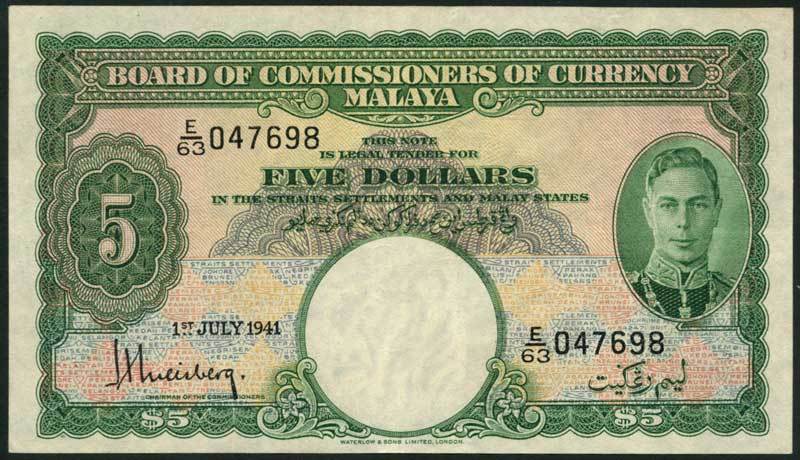 BOARD OF COMMISSIONERS OF CURRENCY
MALAYA
E/63 047698
THIS NOTE
IS LEGAL TENDER FOR
FIVE DOLLARS
IN THE STRAITS SETTLEMENTS AND MALAY STATES
5
1ST JULY 1941
E/63 047698
CHAIRMAN OF THE COMMISSIONERS
ليم رڠݢيت
$5
$5
WATERLOW & SONS LIMITED, LONDON.